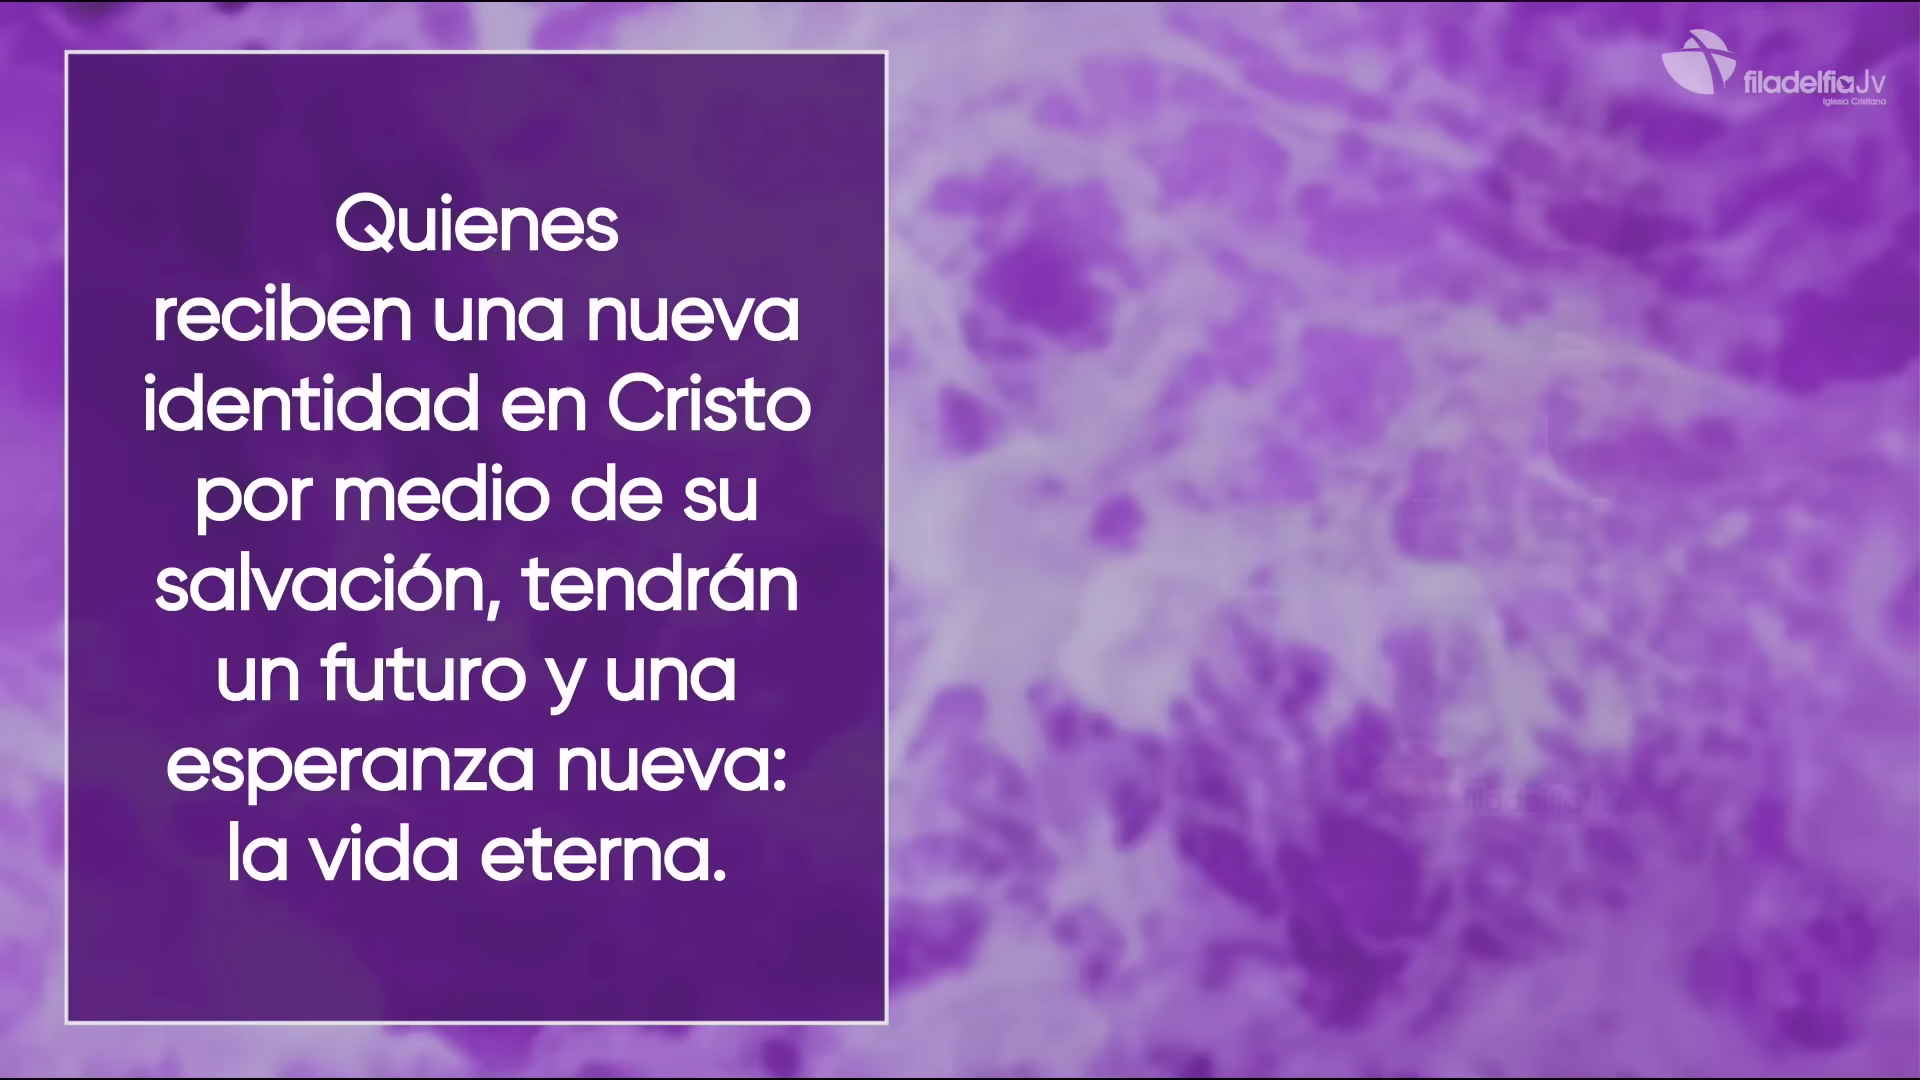 Quienes
reciben una nueva
identidad en Cristo
por medio de su
salvación, tendrán
un futuro y una
esperanza nueva:
la vida eterna.
filadelfiaJv
Iglesia Cristiana